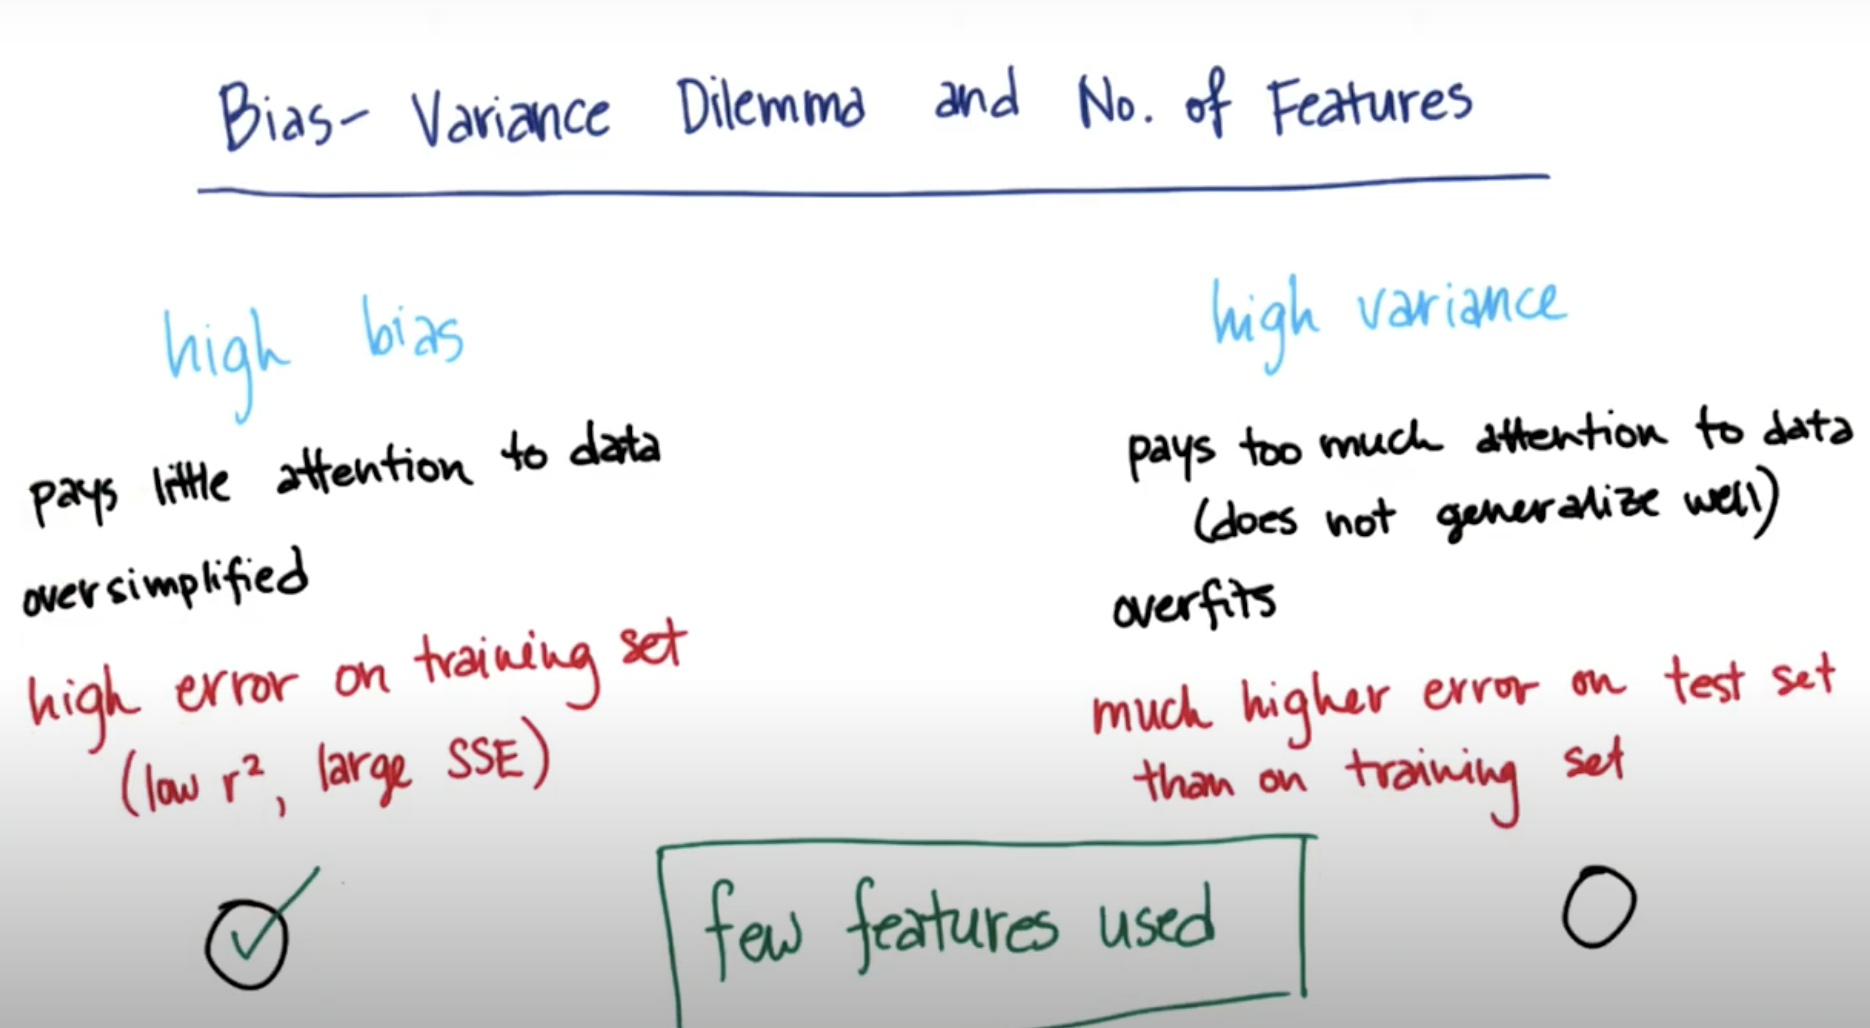 Bias-Variance Dilemma and No. of Features
high bias
pays little attention to data
oversimplified
high error on training set
(low r², large SSE)
high variance
pays too much attention to data
(does not generalize well)
overfits
much higher error on test set
than on training set
few features used